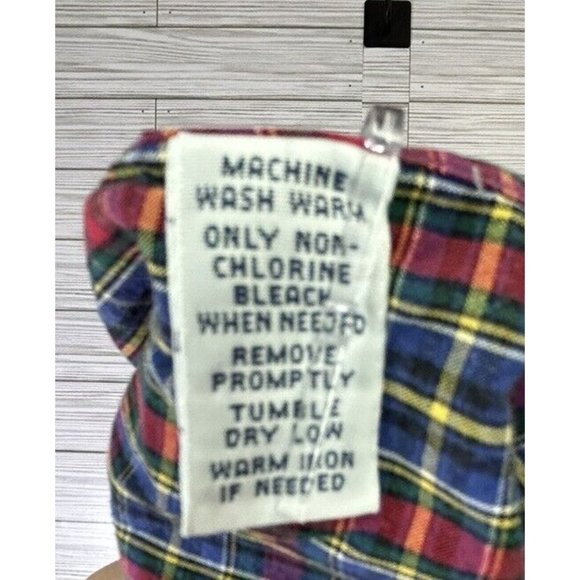 MACHINE
WASH WARM
ONLY NON-
CHLORINE
BLEACH
WHEN NEEDED
REMOVE
PROMPTLY
TUMBLE
DRY LOW
WARM IRON
IF NEEDED